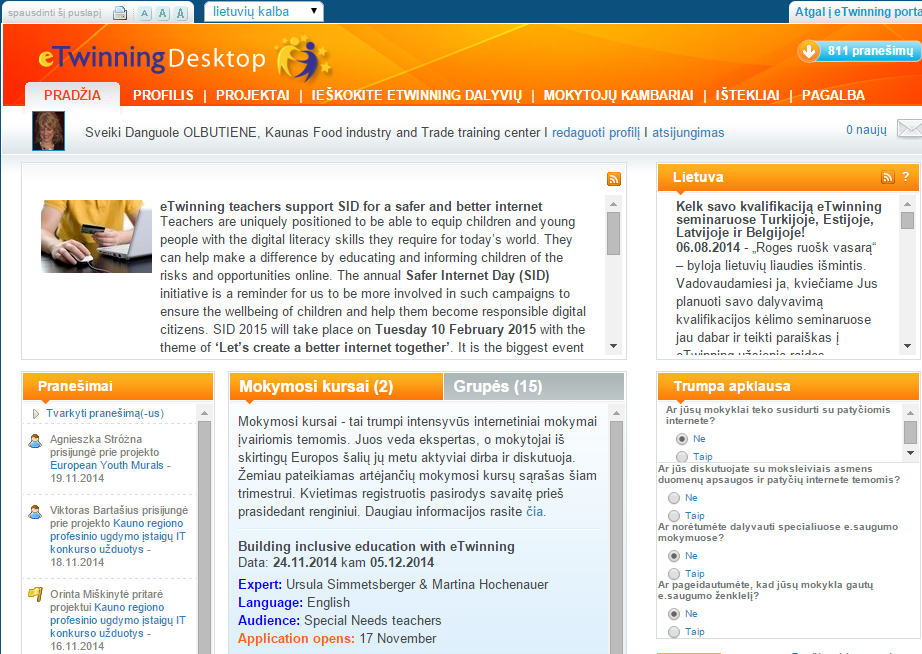 spausdinti šį puslapį
A A A
lietuvių kalba
Atgal į eTwinning porta
eTwinning Desktop
811 pranešimų
PRADŽIA PROFILIS | PROJEKTAI | IEŠKOKITE ETWINNING DALYVIŲ | MOKYTOJŲ KAMBARIAI | IŠTEKLIAI | PAGALBA
Sveiki Danguole OLBUTIENE, Kaunas Food industry and Trade training center I redaguoti profilį I atsijungimas
0 naujų
eTwinning teachers support SID for a safer and better internet
Teachers are uniquely positioned to be able to equip children and young
people with the digital literacy skills they require for today's world. They
can help make a difference by educating and informing children of the
risks and opportunities online. The annual Safer Internet Day (SID)
initiative is a reminder for us to be more involved in such campaigns to
ensure the wellbeing of children and help them become responsible digital
citizens. SID 2015 will take place on Tuesday 10 February 2015 with the
theme of 'Let's create a better internet together'. It is the biggest event
Lietuva
?
Kelk savo kvalifikaciją eTwinning
seminaruose Turkijoje, Estijoje,
Latvijoje ir Belgijoje!
06.08.2014 - „Roges ruošk vasarą“
– byloja lietuvių liaudies išmintis.
Vadovaudamiesi ja, kviečiame Jus
planuoti savo dalyvavimą
kvalifikacijos kėlimo seminaruose
jau dabar ir teikti paraiškas į
Pranešimai
Tvarkyti pranešimą(-us)
Agnieszka Stróżna
prisijungė prie projekto
European Youth Murals -
19.11.2014
Viktoras Bartašius prisijungė
prie projekto Kauno regiono
profesinio ugdymo įstaigų IT
konkurso užduotys -
18.11.2014
Orinta Miškinytė pritarė
projektui Kauno regiono
profesinio ugdymo įstaigų IT
konkurso užduotys -
16.11.2014
Mokymosi kursai (2)
Grupės (15)
Mokymosi kursai - tai trumpi intensyvūs internetiniai mokymai
įvairiomis temomis. Juos veda ekspertas, o mokytojai iš
skirtingų Europos šalių jų metu aktyviai dirba ir diskutuoja.
Žemiau pateikiamas artėjančių mokymosi kursų sąrašas šiam
trimestrui. Kvietimas registruotis pasirodys savaitę prieš
prasidedant renginiui. Daugiau informacijos rasite čia.
Building inclusive education with eTwinning
Data: 24.11.2014 kam 05.12.2014
Expert: Ursula Simmetsberger & Martina Hochenauer
Language: English
Audience: Special Needs teachers
Application opens: 17 November
Trumpa apklausa
Ar jūsų mokyklai teko susidurti su patyčiomis
internete?
Ne
Taip
Ar jūs diskutuojate su moksleiviais asmens
duomenų apsaugos ir patyčių internete temomis?
Ne
Taip
Ar norėtumėte dalyvauti specialiuose e.saugumo
mokymuose?
Ne
Taip
Ar pageidautumėte, kad jūsų mokykla gautų
e.saugumo ženklelį?
Ne
Taip